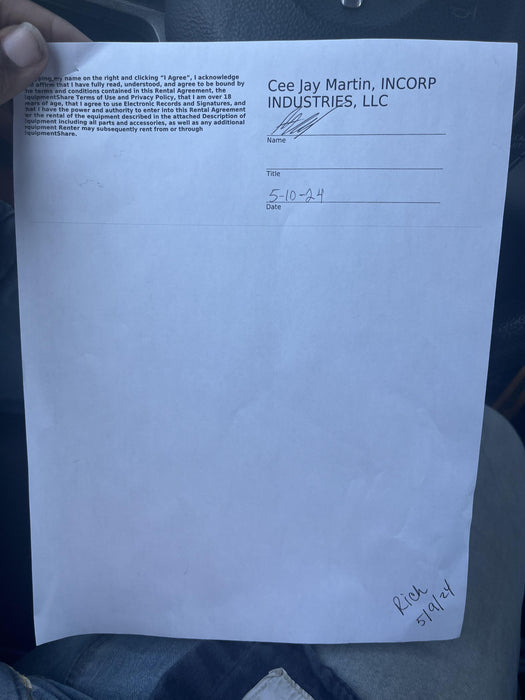 my name on the right and clicking "I Agree", I acknowledge
affirm that I have fully read, understood, and agree to be bound by
terms and conditions contained in this Rental Agreement, the
EquipmentShare Terms of Use and Privacy Policy, that I am over 18
years of age, that I agree to use Electronic Records and Signatures, and
that I have the power and authority to enter into this Rental Agreement
for the rental of the equipment described in the attached Description of
Equipment including all parts and accessories, as well as any additional
equipment Renter may subsequently rent from or through
EquipmentShare.
Cee Jay Martin, INCORP
INDUSTRIES, LLC
Name
Title
5-10-24
Date
Rich
5/9/24